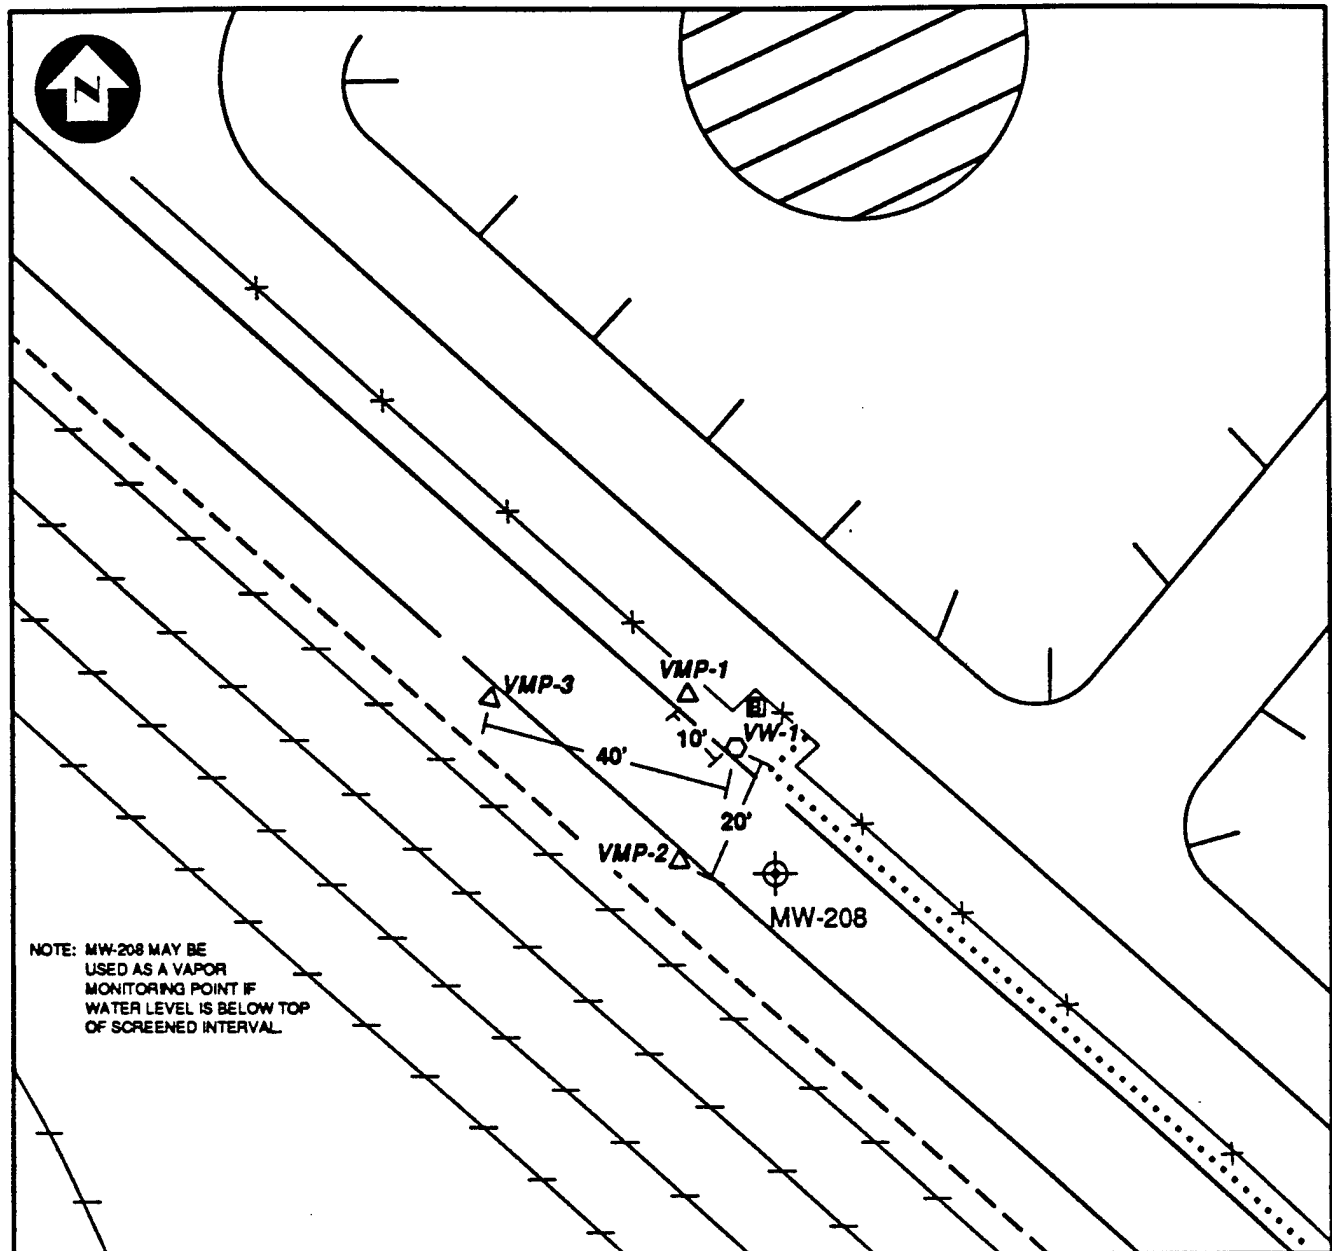 N
VMP-1
VMP-3
B
VW-1
10'
40'
20'
VMP-2
MW-208
NOTE: MW-208 MAY BE
USED AS A VAPOR
MONITORING POINT IF
WATER LEVEL IS BELOW TOP
OF SCREENED INTERVAL.